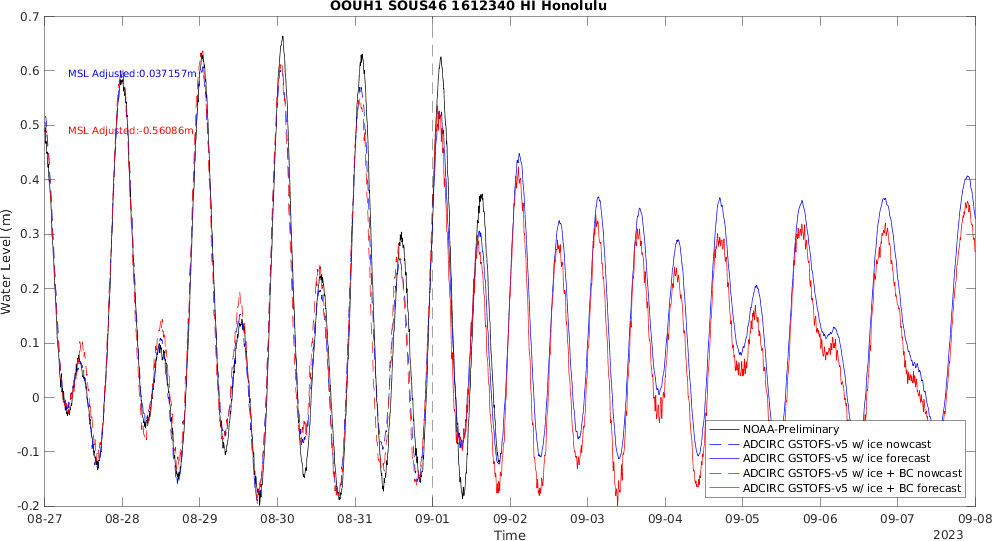 OOUH1 SOUS46 1612340 HI Honolulu
0.7
0.6
0.5
0.4
0.3
0.2
0.1
0
-0.1
-0.2
Water Level (m)
MSL Adjusted:0.037157m
MSL Adjusted:-0.56086m
NOAA-Preliminary
ADCIRC GSTOFS-v5 w/ ice nowcast
ADCIRC GSTOFS-v5 w/ ice forecast
ADCIRC GSTOFS-v5 w/ ice + BC nowcast
ADCIRC GSTOFS-v5 w/ ice + BC forecast
08-27 08-28 08-29 08-30 08-31 09-01 09-02 09-03 09-04 09-05 09-06 09-07 09-08
Time
2023